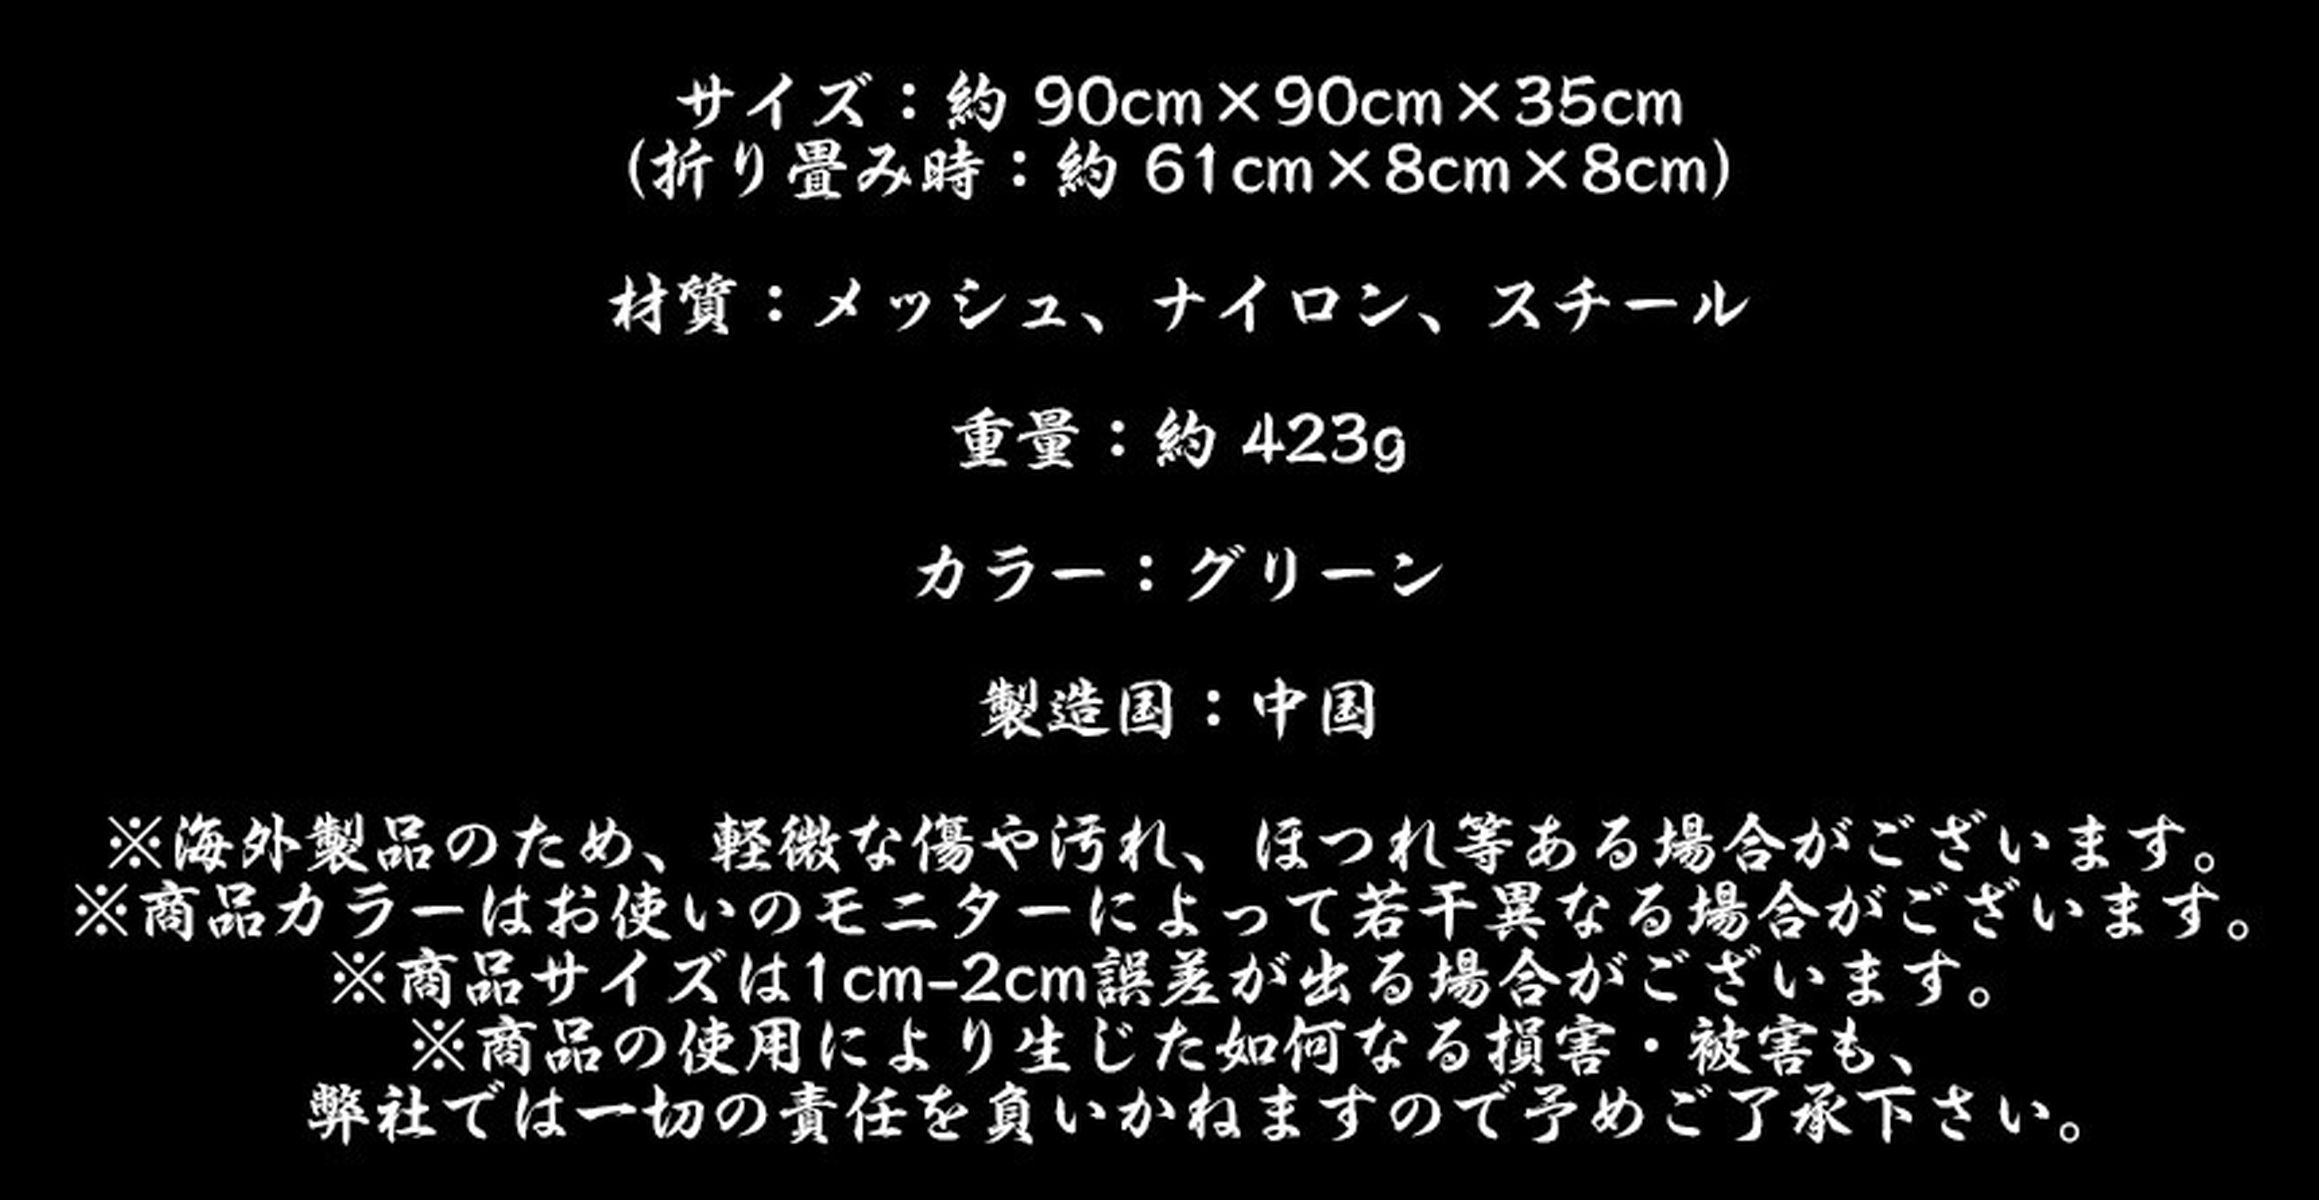 サイズ：約 90cm×90cm×35cm
(折り畳み時：約 61cm×8cm×8cm)
材質：メッシュ、ナイロン、スチール
重量：約 423g
カラー：グリーン
製造国：中国
※海外製品のため、軽微な傷や汚れ、ほつれ等ある場合がございます。
※商品カラーはお使いのモニターによって若干異なる場合がございます。
※商品サイズは1cm-2cm誤差が出る場合がございます。
※商品の使用により生じた如何なる損害・被害も、
弊社では一切の責任を負いかねますので予めご了承下さい。